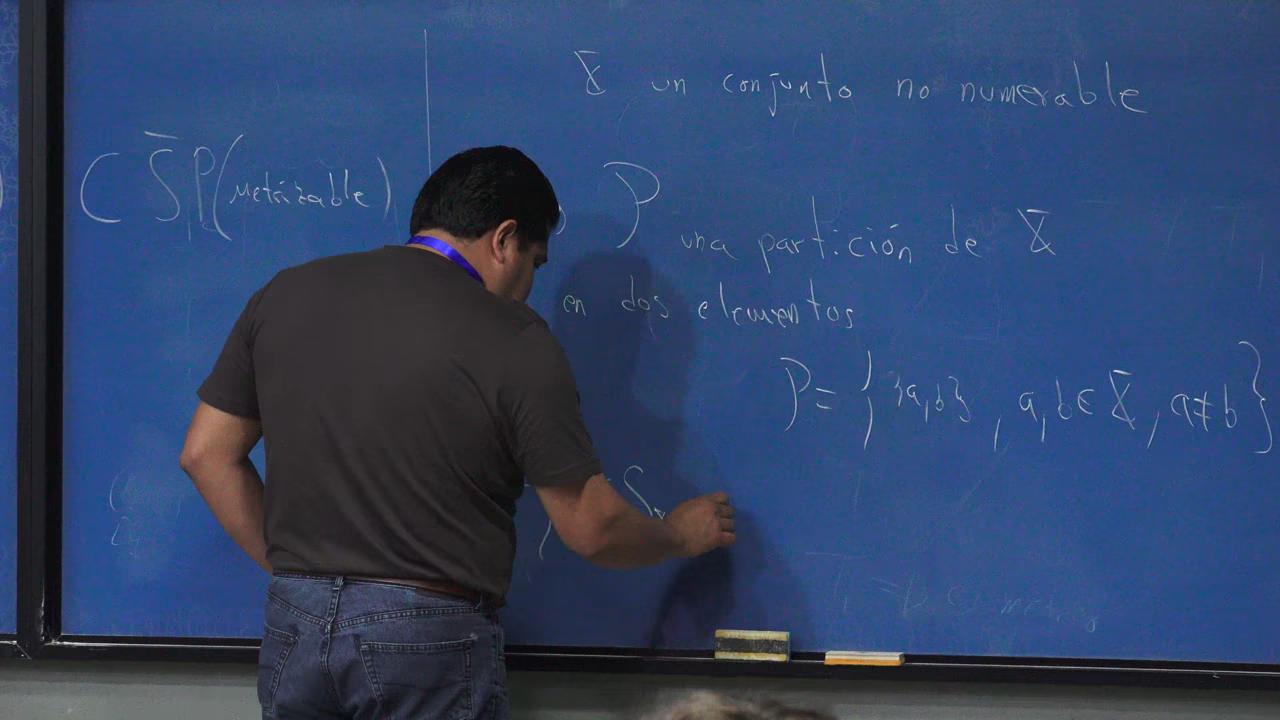 X un conjunto no numerable
C S̄P(Metrizable)
P una partición de X
en dos elementos
P = { {a,b} , a,b ∈ X , a ≠ b }